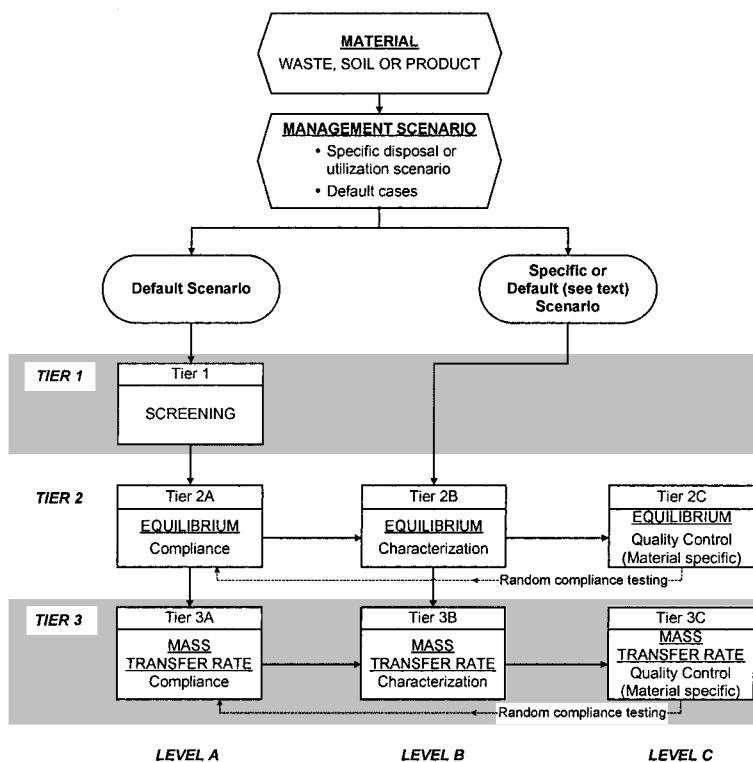 MATERIAL
WASTE, SOIL OR PRODUCT
MANAGEMENT SCENARIO
• Specific disposal or
utilization scenario
• Default cases
Default Scenario
Specific or
Default (see text)
Scenario
TIER 1
Tier 1
SCREENING
TIER 2
Tier 2A
EQUILIBRIUM
Compliance
Tier 2B
EQUILIBRIUM
Characterization
Tier 2C
EQUILIBRIUM
Quality Control
(Material specific)
Random compliance testing
TIER 3
Tier 3A
MASS
TRANSFER RATE
Compliance
Tier 3B
MASS
TRANSFER RATE
Characterization
Tier 3C
MASS
TRANSFER RATE
Quality Control
(Material specific)
Random compliance testing
LEVEL A
LEVEL B
LEVEL C